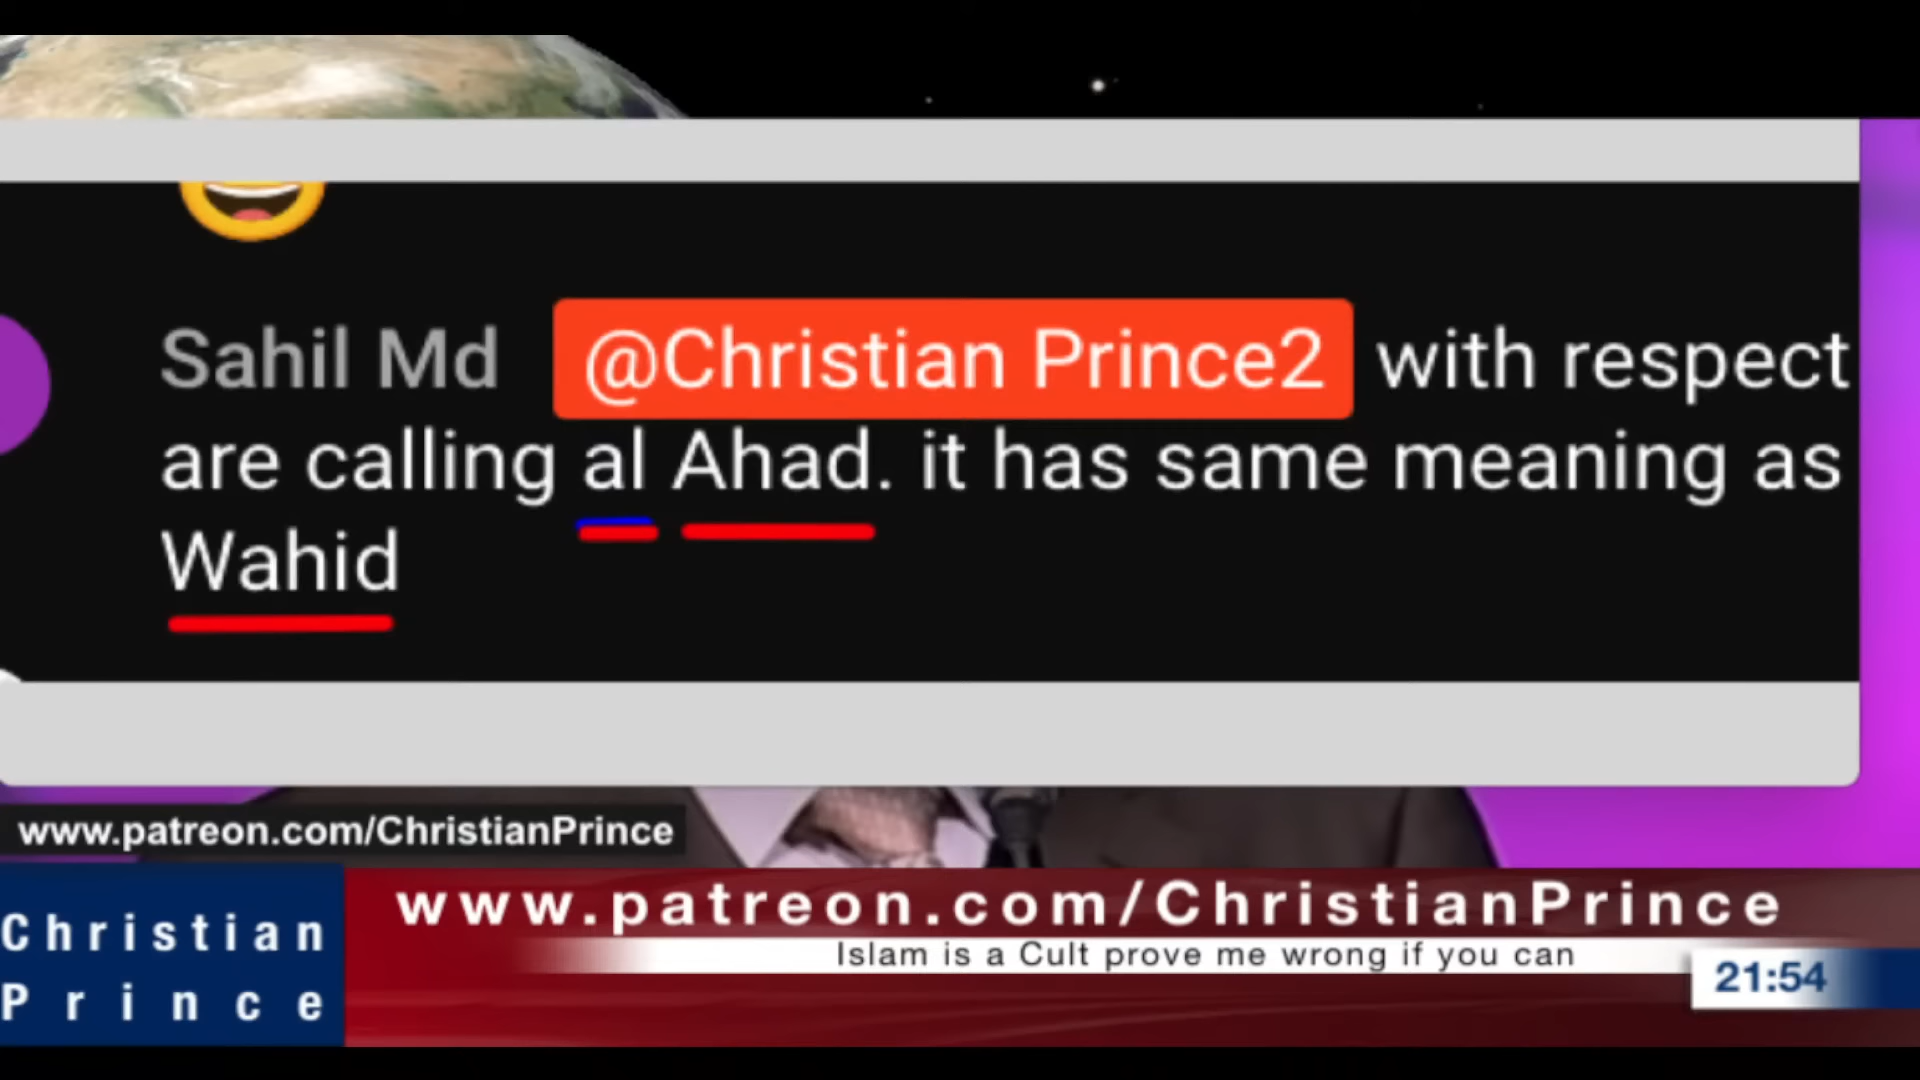 Sahil Md @Christian Prince2 with respect
are calling al Ahad. it has same meaning as
Wahid
www.patreon.com/ChristianPrince
Christian
Prince
www.patreon.com/ChristianPrince
Islam is a Cult prove me wrong if you can
21:54